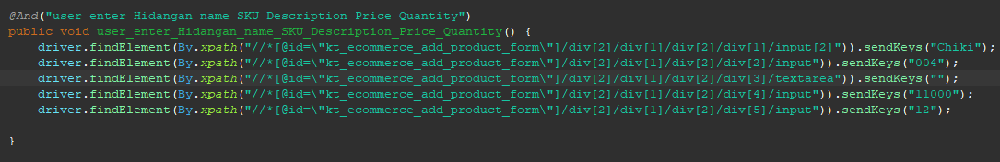 @And("user enter Hidangan name SKU Description Price Quantity")
public void user_enter_Hidangan_name_SKU_Description_Price_Quantity() {
driver.findElement(By.xpath("//*[@id=\"kt_ecommerce_add_product_form\"]/div[2]/div[1]/div[2]/div[1]/input[2]")).sendKeys("Chiki");
driver.findElement(By.xpath("//*[@id=\"kt_ecommerce_add_product_form\"]/div[2]/div[1]/div[2]/div[2]/input")).sendKeys("004");
driver.findElement(By.xpath("//*[@id=\"kt_ecommerce_add_product_form\"]/div[2]/div[1]/div[2]/div[3]/textarea")).sendKeys("");
driver.findElement(By.xpath("//*[@id=\"kt_ecommerce_add_product_form\"]/div[2]/div[1]/div[2]/div[4]/input")).sendKeys("11000");
driver.findElement(By.xpath("//*[@id=\"kt_ecommerce_add_product_form\"]/div[2]/div[1]/div[2]/div[5]/input")).sendKeys("12");
}